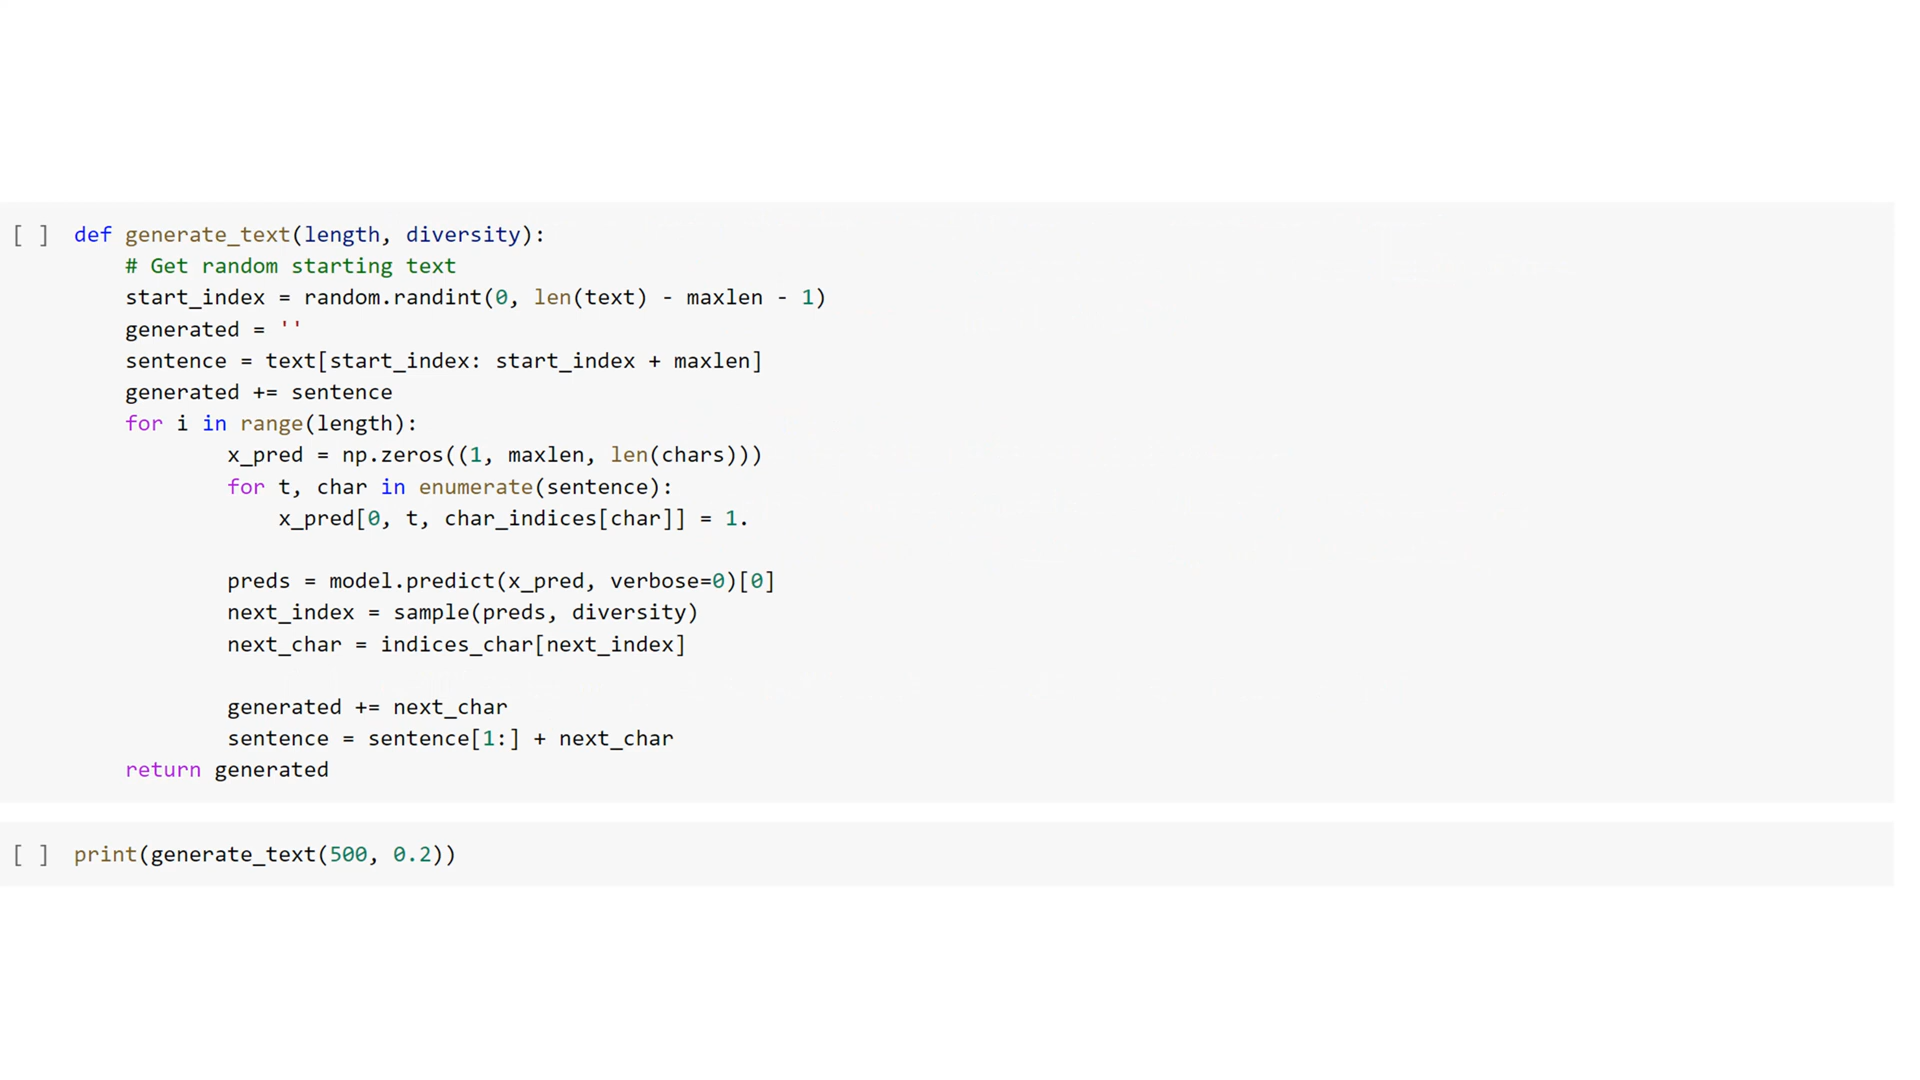 [ ] def generate_text(length, diversity):
    # Get random starting text
    start_index = random.randint(0, len(text) - maxlen - 1)
    generated = ''
    sentence = text[start_index: start_index + maxlen]
    generated += sentence
    for i in range(length):
            x_pred = np.zeros((1, maxlen, len(chars)))
            for t, char in enumerate(sentence):
                x_pred[0, t, char_indices[char]] = 1.

            preds = model.predict(x_pred, verbose=0)[0]
            next_index = sample(preds, diversity)
            next_char = indices_char[next_index]

            generated += next_char
            sentence = sentence[1:] + next_char
    return generated
[ ] print(generate_text(500, 0.2))